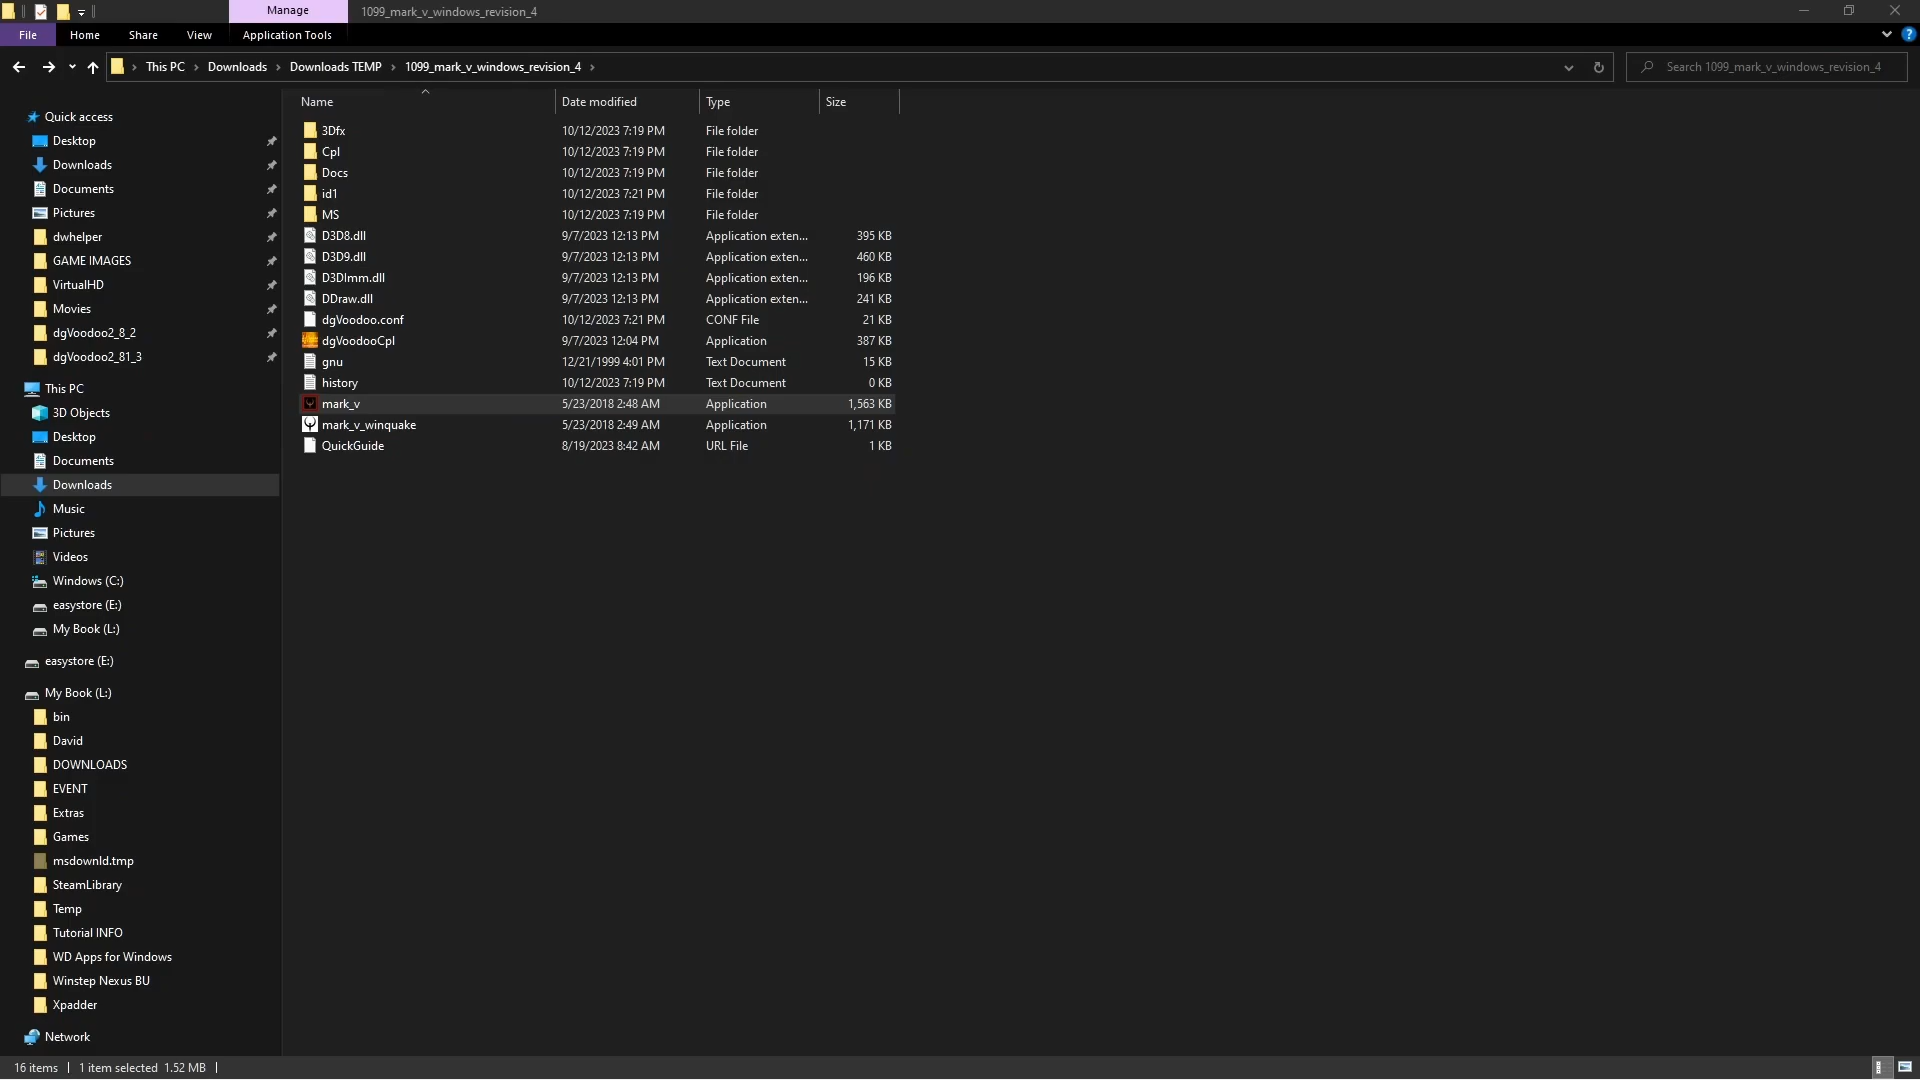 Manage
1099_mark_v_windows_revision_4
File
Home
Share
View
Application Tools
This PC
Downloads
Downloads TEMP
1099_mark_v_windows_revision_4
Search 1099_mark_v_windows_revision_4
Name
Date modified
Type
Size
3Dfx 10/12/2023 7:19 PM File folder
Cpl 10/12/2023 7:19 PM File folder
Docs 10/12/2023 7:19 PM File folder
id1 10/12/2023 7:21 PM File folder
MS 10/12/2023 7:19 PM File folder
D3D8.dll 9/7/2023 12:13 PM Application exten... 395 KB
D3D9.dll 9/7/2023 12:13 PM Application exten... 460 KB
D3DImm.dll 9/7/2023 12:13 PM Application exten... 196 KB
DDraw.dll 9/7/2023 12:13 PM Application exten... 241 KB
dgVoodoo.conf 10/12/2023 7:21 PM CONF File 21 KB
dgVoodooCpl 9/7/2023 12:04 PM Application 387 KB
gnu 12/21/1999 4:01 PM Text Document 15 KB
history 10/12/2023 7:19 PM Text Document 0 KB
mark_v 5/23/2018 2:48 AM Application 1,563 KB
mark_v_winquake 5/23/2018 2:49 AM Application 1,171 KB
QuickGuide 8/19/2023 8:42 AM URL File 1 KB
Quick access
Desktop
Downloads
Documents
Pictures
dwhelper
GAME IMAGES
VirtualHD
Movies
dgVoodoo2_8_2
dgVoodoo2_81_3
This PC
3D Objects
Desktop
Documents
Downloads
Music
Pictures
Videos
Windows (C:)
easystore (E:)
My Book (L:)
easystore (E:)
My Book (L:)
bin
David
DOWNLOADS
EVENT
Extras
Games
msdownld.tmp
SteamLibrary
Temp
Tutorial INFO
WD Apps for Windows
Winstep Nexus BU
Xpadder
Network
16 items
1 item selected 1.52 MB